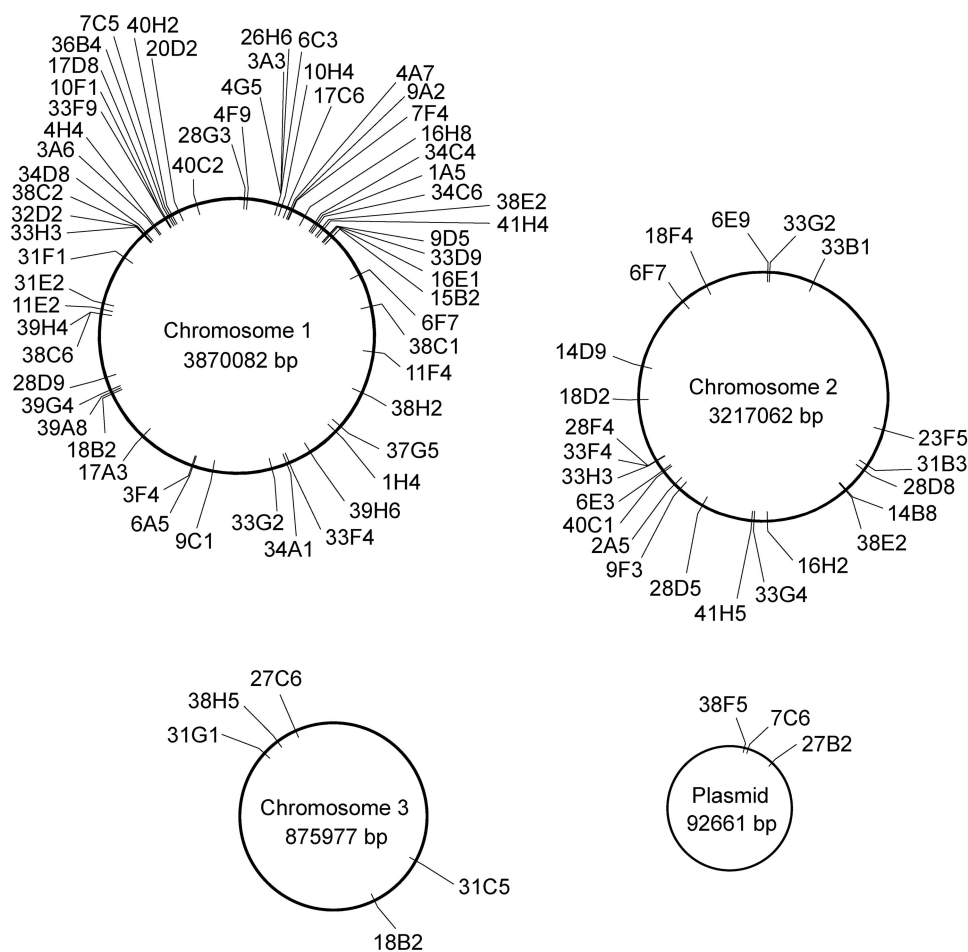 7C5
40H2
36B4
20D2
17D8
10F1
33F9
4H4
3A6
34D8
38C2
32D2
33H3
31F1
31E2
11E2
39H4
38C6
28D9
39G4
39A8
18B2
17A3
3F4
6A5
9C1
40C2
28G3
4F9
4G5
3A3
26H6
6C3
10H4
17C6
4A7
9A2
7F4
16H8
34C4
1A5
34C6
38E2
41H4
9D5
33D9
16E1
15B2
6F7
38C1
11F4
38H2
37G5
1H4
39H6
33F4
34A1
33G2
Chromosome 1
3870082 bp
6E9
33G2
33B1
18F4
6F7
14D9
18D2
28F4
33F4
33H3
6E3
40C1
2A5
9F3
28D5
41H5
33G4
16H2
38E2
14B8
28D8
31B3
23F5
Chromosome 2
3217062 bp
27C6
38H5
31G1
Chromosome 3
875977 bp
31C5
18B2
38F5
7C6
27B2
Plasmid
92661 bp